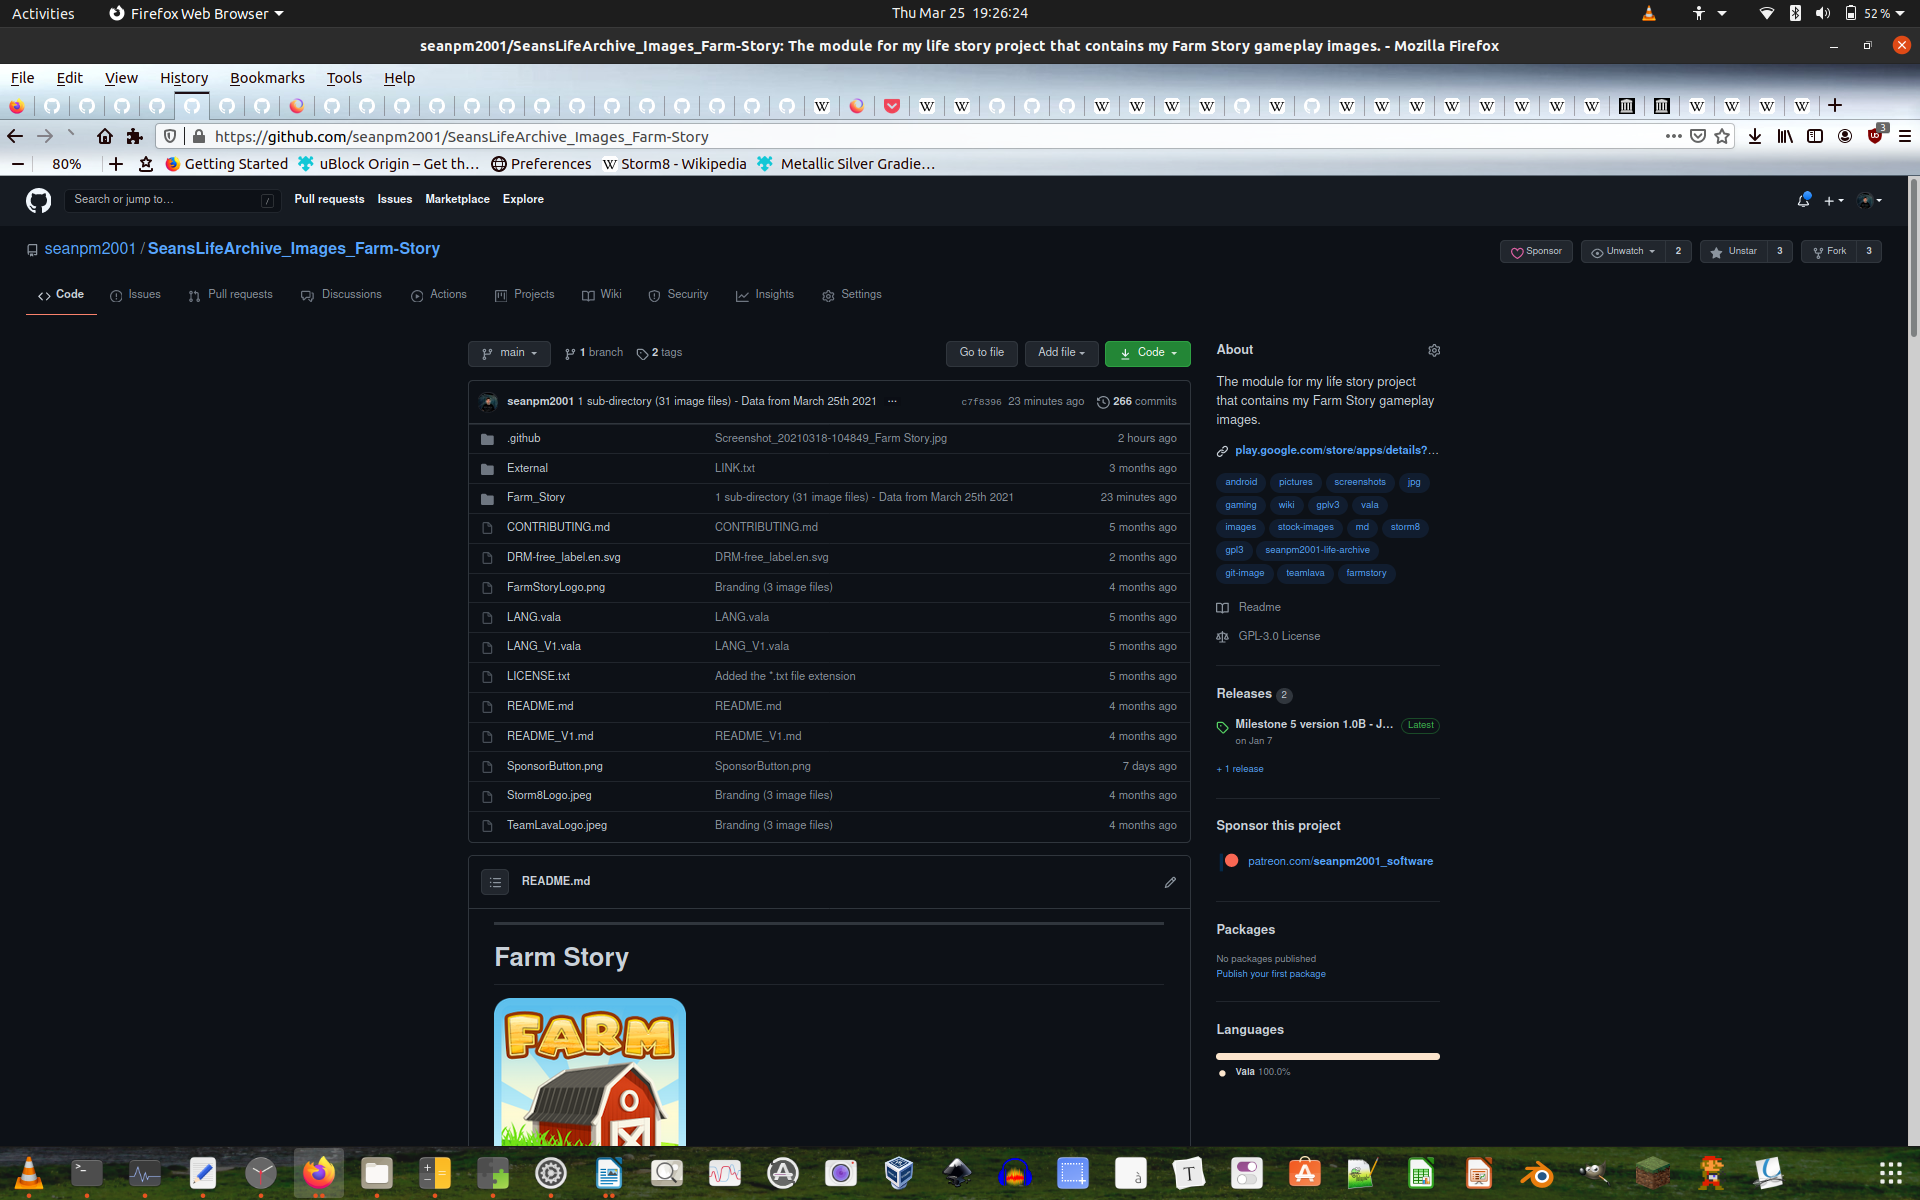 Activities Firefox Web Browser Thu Mar 25 19:26:24 52 %
seanpm2001/SeansLifeArchive_Images_Farm-Story: The module for my life story project that contains my Farm Story gameplay images. - Mozilla Firefox
File Edit View History Bookmarks Tools Help
https://github.com/seanpm2001/SeansLifeArchive_Images_Farm-Story 3
80% Getting Started uBlock Origin – Get th… Preferences Storm8 - Wikipedia Metallic Silver Gradie…
Search or jump to… / Pull requests Issues Marketplace Explore
seanpm2001 / SeansLifeArchive_Images_Farm-Story Sponsor Unwatch 2 Unstar 3 Fork 3
Code Issues Pull requests Discussions Actions Projects Wiki Security Insights Settings
main 1 branch 2 tags Go to file Add file Code
seanpm2001 1 sub-directory (31 image files) - Data from March 25th 2021 ··· c7f8396 23 minutes ago 266 commits
.github Screenshot_20210318-104849_Farm Story.jpg 2 hours ago
External LINK.txt 3 months ago
Farm_Story 1 sub-directory (31 image files) - Data from March 25th 2021 23 minutes ago
CONTRIBUTING.md CONTRIBUTING.md 5 months ago
DRM-free_label.en.svg DRM-free_label.en.svg 2 months ago
FarmStoryLogo.png Branding (3 image files) 4 months ago
LANG.vala LANG.vala 5 months ago
LANG_V1.vala LANG_V1.vala 5 months ago
LICENSE.txt Added the *.txt file extension 5 months ago
README.md README.md 4 months ago
README_V1.md README_V1.md 4 months ago
SponsorButton.png SponsorButton.png 7 days ago
Storm8Logo.jpeg Branding (3 image files) 4 months ago
TeamLavaLogo.jpeg Branding (3 image files) 4 months ago
README.md
Farm Story
FARM
About
The module for my life story project
that contains my Farm Story gameplay
images.
play.google.com/store/apps/details?…
android pictures screenshots jpg
gaming wiki gplv3 vala
images stock-images md storm8
gpl3 seanpm2001-life-archive
git-image teamlava farmstory
Readme
GPL-3.0 License
Releases 2
Milestone 5 version 1.0B - J… Latest
on Jan 7
+ 1 release
Sponsor this project
patreon.com/seanpm2001_software
Packages
No packages published
Publish your first package
Languages
Vala 100.0%